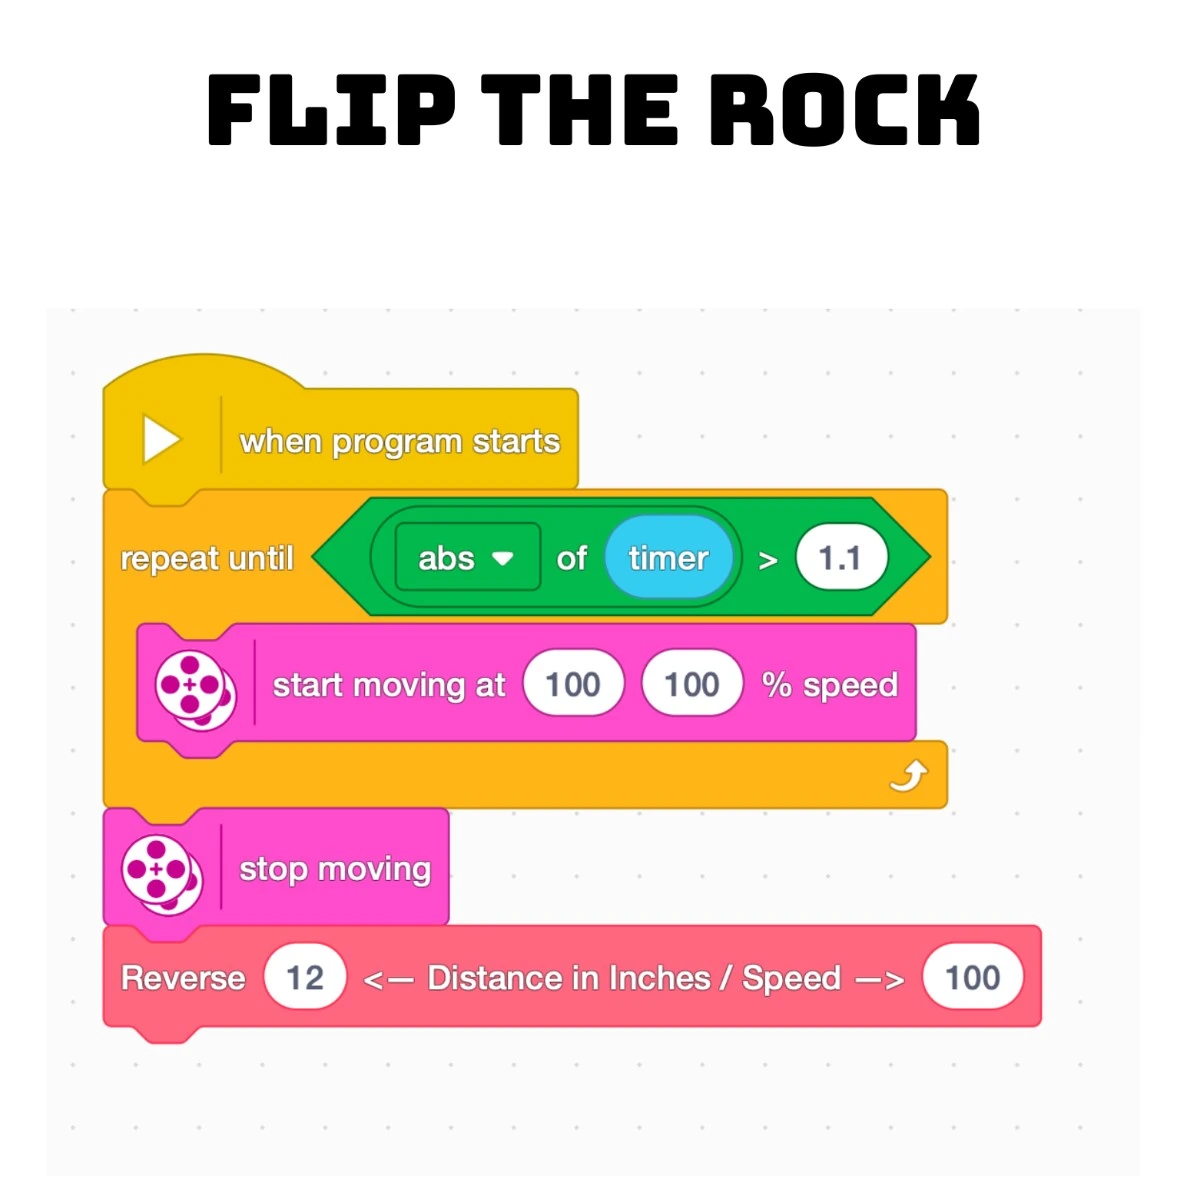 FLIP THE ROCK
when program starts
repeat until abs of timer > 1.1
start moving at 100 100 % speed
stop moving
Reverse 12 <— Distance in Inches / Speed —> 100